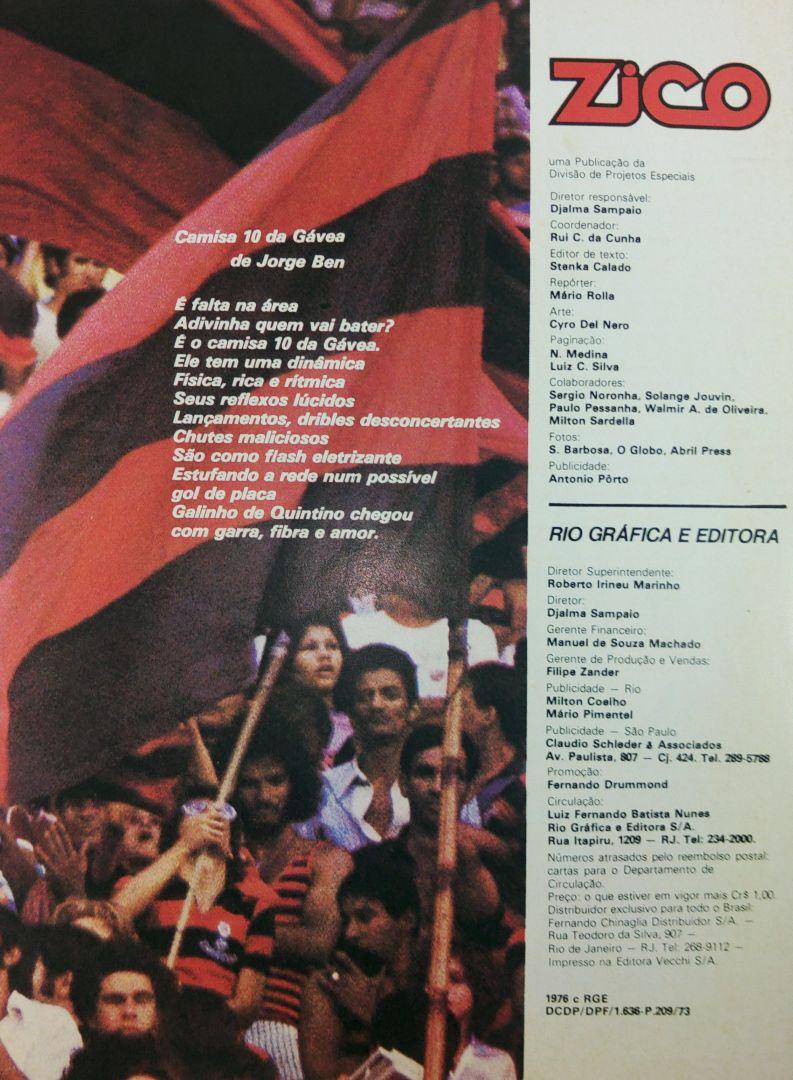 Camisa 10 da Gávea
de Jorge Ben
É falta na área
Adivinha quem vai bater?
É o camisa 10 da Gávea.
Ele tem uma dinâmica
Física, rica e rítmica
Seus reflexos lúcidos
Lançamentos, dribles desconcertantes
Chutes maliciosos
São como flash eletrizante
Estufando a rede num possível
gol de placa
Galinho de Quintino chegou
com garra, fibra e amor.
ZiCO
uma Publicação da
Divisão de Projetos Especiais
Diretor responsável:
Djalma Sampaio
Coordenador:
Rui C. da Cunha
Editor de texto:
Stenka Calado
Repórter:
Mário Rolla
Arte:
Cyro Del Nero
Paginação:
N. Medina
Luiz C. Silva
Colaboradores:
Sergio Noronha, Solange Jouvin,
Paulo Pessanha, Walmir A. de Oliveira,
Milton Sardella
Fotos:
S. Barbosa, O Globo, Abril Press
Publicidade:
Antonio Pôrto
RIO GRÁFICA E EDITORA
Diretor Superintendente:
Roberto Irineu Marinho
Diretor:
Djalma Sampaio
Gerente Financeiro:
Manuel de Souza Machado
Gerente de Produção e Vendas:
Filipe Zander
Publicidade — Rio
Milton Coelho
Mário Pimentel
Publicidade — São Paulo
Claudio Schleder & Associados
Av. Paulista, 807 — Cj. 424. Tel. 289-5788
Promoção:
Fernando Drummond
Circulação:
Luiz Fernando Batista Nunes
Rio Gráfica e Editora S/A.
Rua Itapiru, 1209 — RJ. Tel: 234-2000.
Números atrasados pelo reembolso postal:
cartas para o Departamento de
Circulação.
Preço: o que estiver em vigor mais Cr$ 1,00.
Distribuidor exclusivo para todo o Brasil:
Fernando Chinaglia Distribuidor S/A. —
Rua Teodoro da Silva, 907 —
Rio de Janeiro — RJ. Tel: 268-9112 —
Impresso na Editora Vecchi S/A.
1976 c RGE
DCDP/DPF/1.636-P.209/73